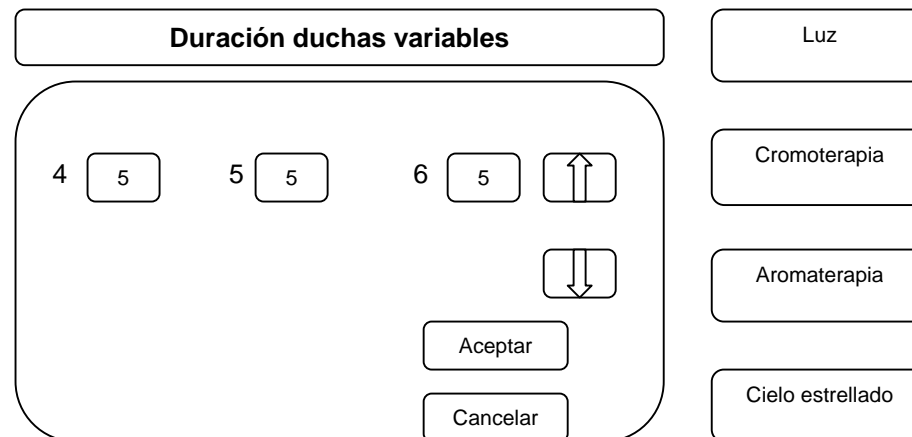 Duración duchas variables
Luz
4 5 5 5 6 5
Cromoterapia
Aromaterapia
Aceptar
Cielo estrellado
Cancelar